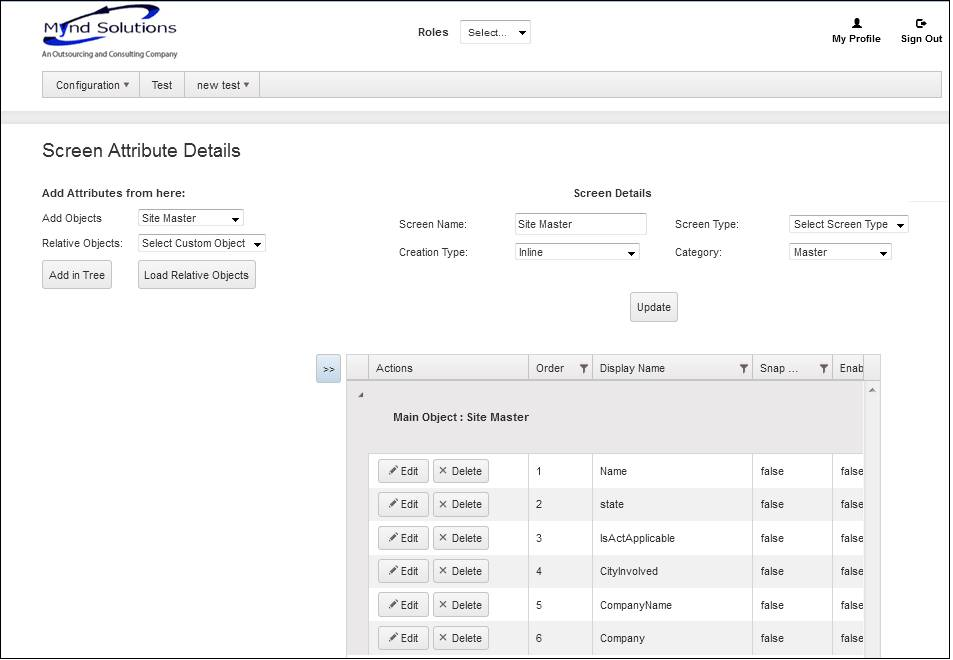 Mynd Solutions
An Outsourcing and Consulting Company
Roles Select...
My Profile Sign Out
Configuration Test new test
Screen Attribute Details
Add Attributes from here:
Add Objects Site Master
Relative Objects: Select Custom Object
Add in Tree Load Relative Objects
Screen Details
Screen Name: Site Master Screen Type: Select Screen Type
Creation Type: Inline Category: Master
Update
>> Actions Order Display Name Snap ... Enab
Main Object : Site Master
Edit × Delete 1 Name false false
Edit × Delete 2 state false false
Edit × Delete 3 IsActApplicable false false
Edit × Delete 4 CityInvolved false false
Edit × Delete 5 CompanyName false false
Edit × Delete 6 Company false false